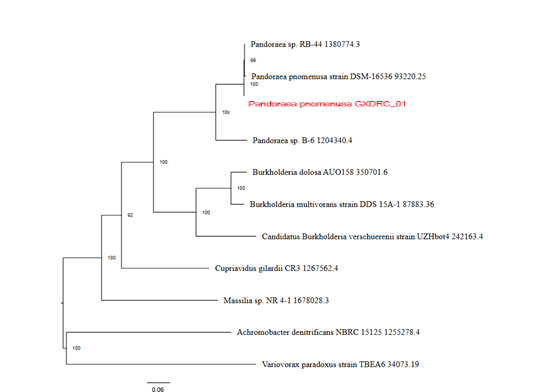 Pandoraea sp. RB-44 1380774.3
99
Pandoraea pnomenusa strain DSM-16536 93220.25
100
Pandoraea pnomenusa GXDRC_01
100
Pandoraea sp. B-6 1204340.4
100
Burkholderia dolosa AUO158 350701.6
100
Burkholderia multivorans strain DDS 15A-1 87883.36
100
Candidatus Burkholderia verschuerenii strain UZHbot4 242163.4
92
Cupriavidus gilardii CR3 1267562.4
100
Massilia sp. NR 4-1 1678028.3
Achromobacter denitrificans NBRC 15125 1255278.4
100
Variovorax paradoxus strain TBEA6 34073.19
0.06